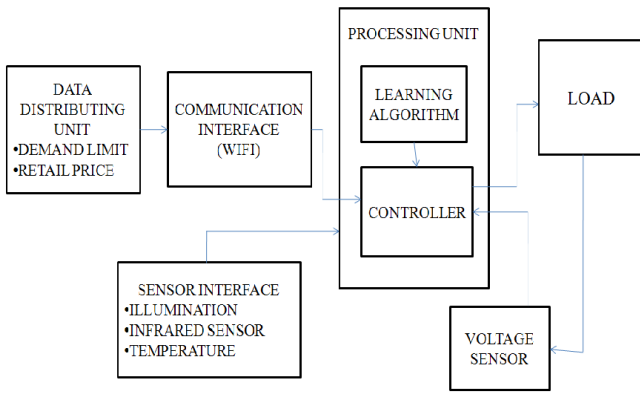 DATA
DISTRIBUTING
UNIT
•DEMAND LIMIT
•RETAIL PRICE
COMMUNICATION
INTERFACE
(WIFI)
PROCESSING UNIT
LEARNING
ALGORITHM
CONTROLLER
LOAD
SENSOR INTERFACE
•ILLUMINATION
•INFRARED SENSOR
•TEMPERATURE
VOLTAGE
SENSOR